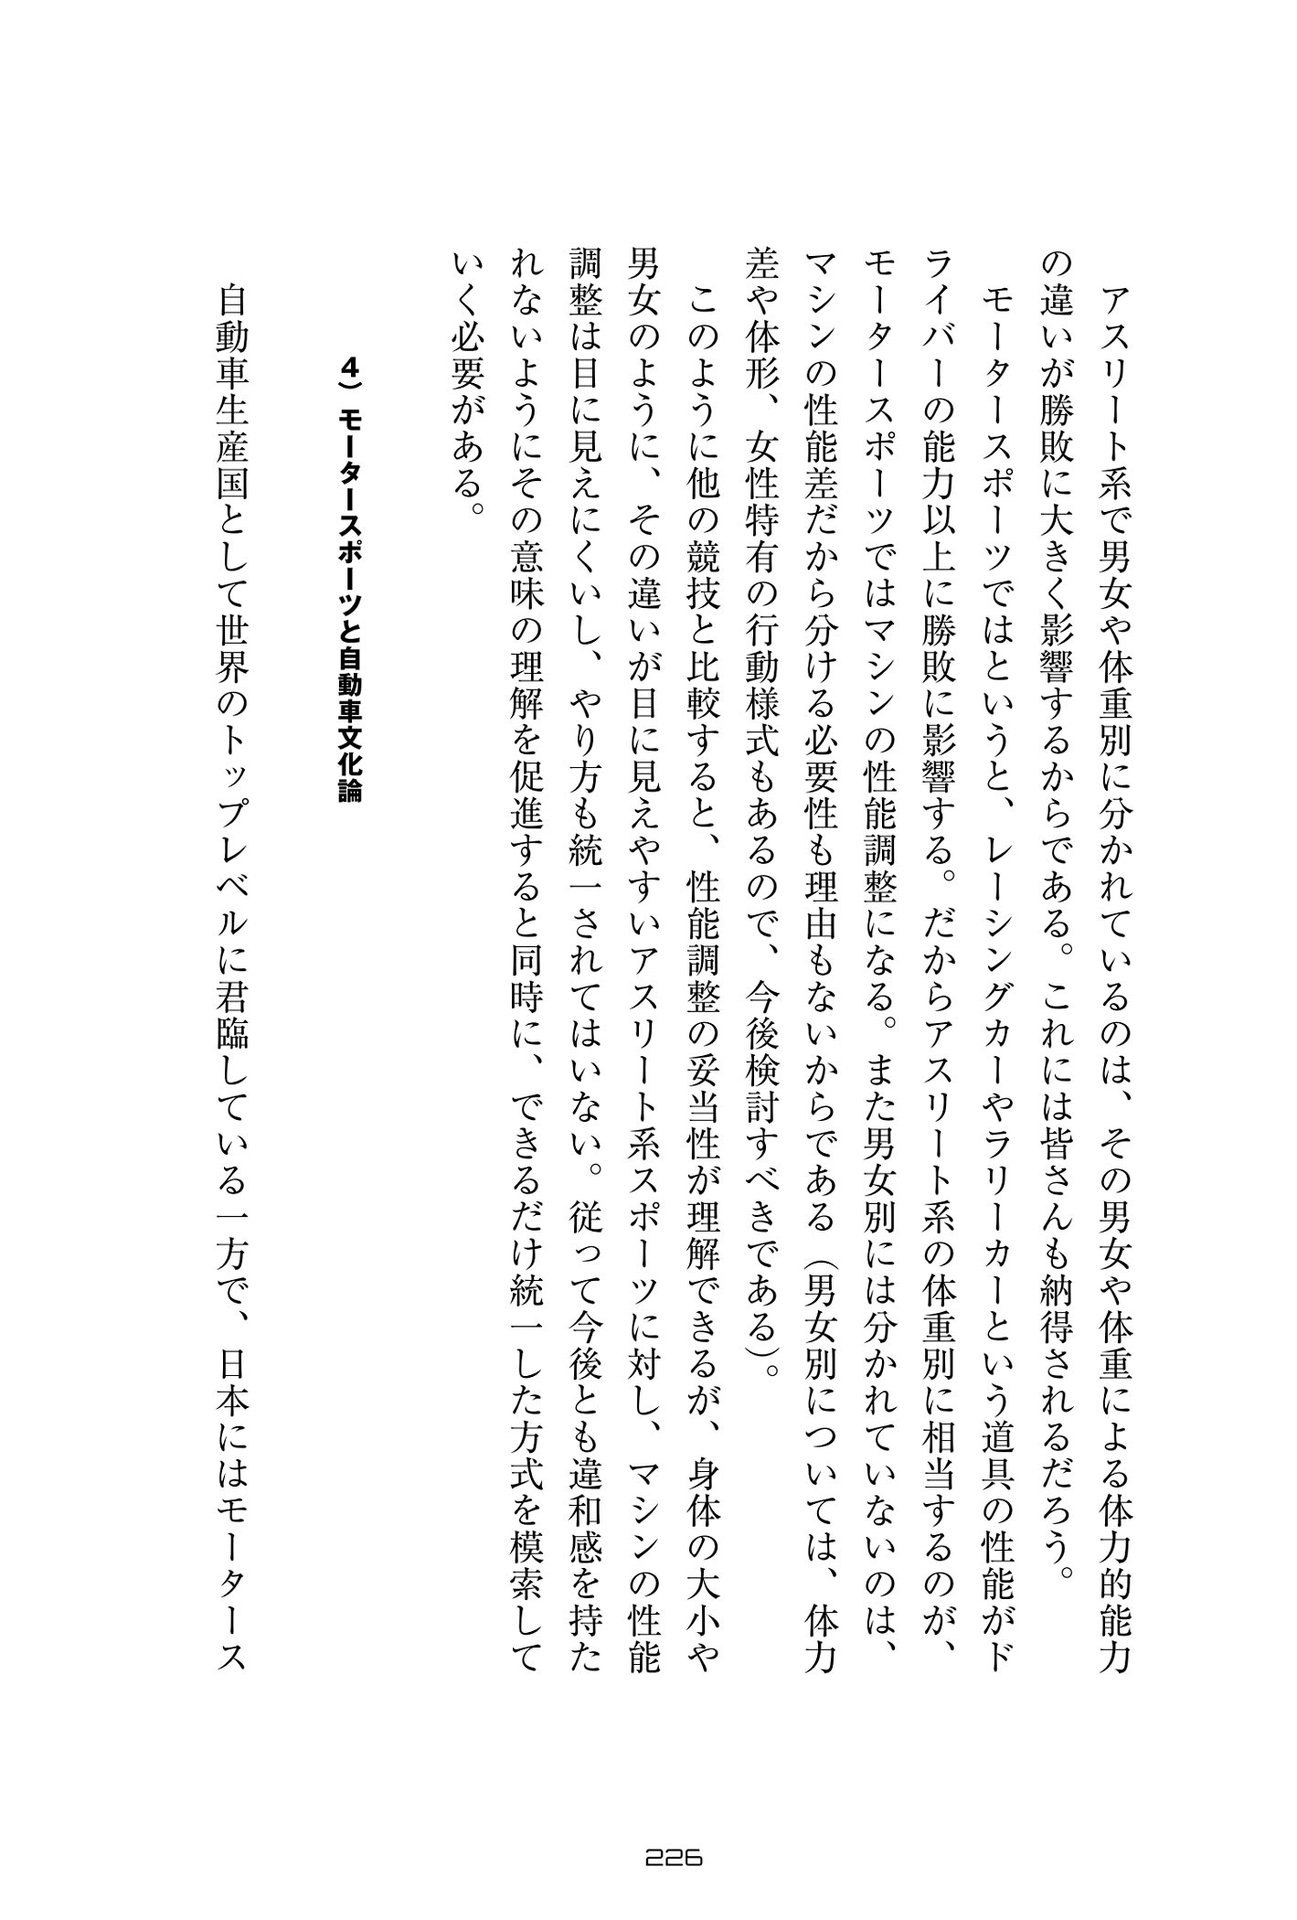 アスリート系で男女や体重別に分かれているのは、その男女や体重による体力的能力
の違いが勝敗に大きく影響するからである。これには皆さんも納得されるだろう。
モータースポーツではというと、レーシングカーやラリーカーという道具の性能がド
ライバーの能力以上に勝敗に影響する。だからアスリート系の体重別に相当するのが、
モータースポーツではマシンの性能調整になる。また男女別には分かれていないのは、
マシンの性能差だから分ける必要性も理由もないからである（男女別については、体力
差や体形、女性特有の行動様式もあるので、今後検討すべきである）。
このように他の競技と比較すると、性能調整の妥当性が理解できるが、身体の大小や
男女のように、その違いが目に見えやすいアスリート系スポーツに対し、マシンの性能
調整は目に見えにくいし、やり方も統一されてはいない。従って今後とも違和感を持た
れないようにその意味の理解を促進すると同時に、できるだけ統一した方式を模索して
いく必要がある。
4）モータースポーツと自動車文化論
自動車生産国として世界のトップレベルに君臨している一方で、日本にはモータース
226